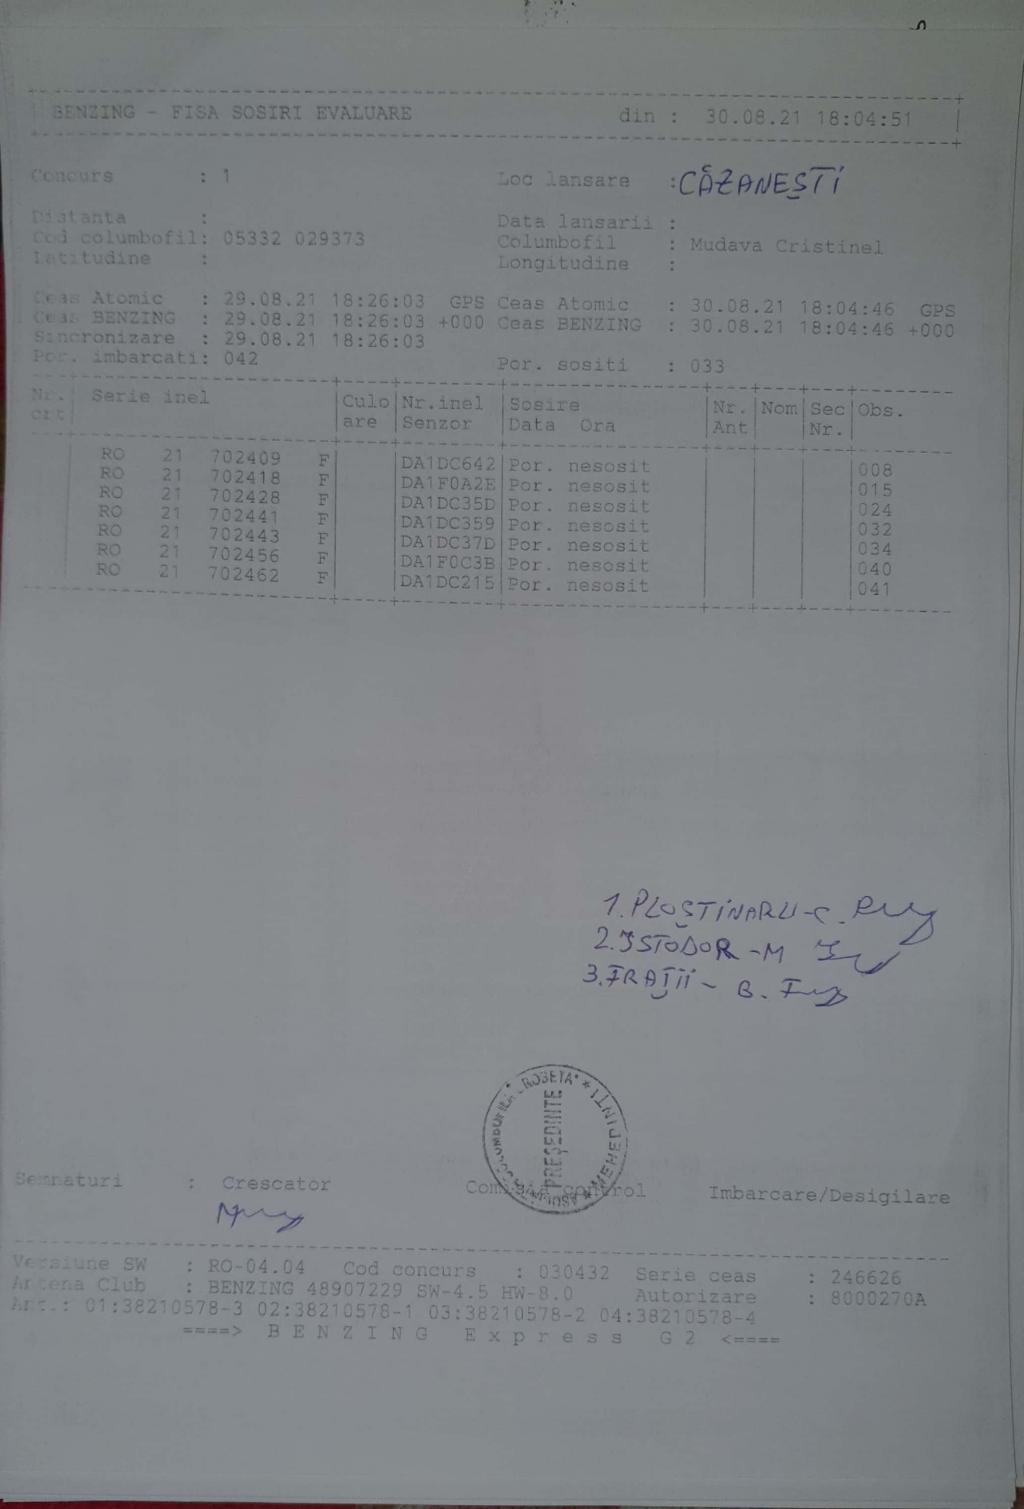 BENZING - FISA SOSIRI EVALUARE din : 30.08.21 18:04:51
Concurs : 1 Loc lansare : CĂZANEȘTI
Distanta : Data lansarii :
Cod columbofil: 05332 029373 Columbofil : Mudava Cristinel
Latitudine : Longitudine :
Ceas Atomic : 29.08.21 18:26:03 GPS Ceas Atomic : 30.08.21 18:04:46 GPS
Ceas BENZING : 29.08.21 18:26:03 +000 Ceas BENZING : 30.08.21 18:04:46 +000
Sincronizare : 29.08.21 18:26:03
Por. imbarcati: 042 Por. sositi : 033
Nr. Serie inel Culo Nr.inel Sosire Nr. Nom Sec Obs.
crt are Senzor Data Ora Ant Nr.
RO 21 702409 F DA1DC642 Por. nesosit 008
RO 21 702418 F DA1F0A2E Por. nesosit 015
RO 21 702428 F DA1DC35D Por. nesosit 024
RO 21 702441 F DA1DC359 Por. nesosit 032
RO 21 702443 F DA1DC37D Por. nesosit 034
RO 21 702456 F DA1F0C3B Por. nesosit 040
RO 21 702462 F DA1DC215 Por. nesosit 041
1. PLOȘTINARU-C.
2. ISTODOR-M
3. FRAȚII - B.
ROBETA
PREȘEDINTE
MEHEDINTI
Semnaturi : Crescator control Imbarcare/Desigilare
Versiune SW : RO-04.04 Cod concurs : 030432 Serie ceas : 246626
Antena Club : BENZING 48907229 SW-4.5 HW-8.0 Autorizare : 8000270A
Ant.: 01:38210578-3 02:38210578-1 03:38210578-2 04:38210578-4
====> B E N Z I N G E x p r e s s G 2 <====